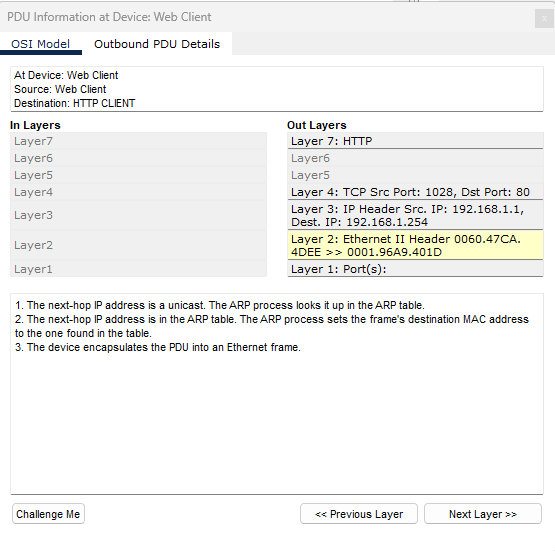 PDU Information at Device: Web Client
x
OSI Model Outbound PDU Details
At Device: Web Client
Source: Web Client
Destination: HTTP CLIENT
In Layers Out Layers
Layer7 Layer 7: HTTP
Layer6 Layer6
Layer5 Layer5
Layer4 Layer 4: TCP Src Port: 1028, Dst Port: 80
Layer3 Layer 3: IP Header Src. IP: 192.168.1.1,
Dest. IP: 192.168.1.254
Layer2 Layer 2: Ethernet II Header 0060.47CA.
4DEE >> 0001.96A9.401D
Layer1 Layer 1: Port(s):
1. The next-hop IP address is a unicast. The ARP process looks it up in the ARP table.
2. The next-hop IP address is in the ARP table. The ARP process sets the frame's destination MAC address
to the one found in the table.
3. The device encapsulates the PDU into an Ethernet frame.
Challenge Me << Previous Layer Next Layer >>